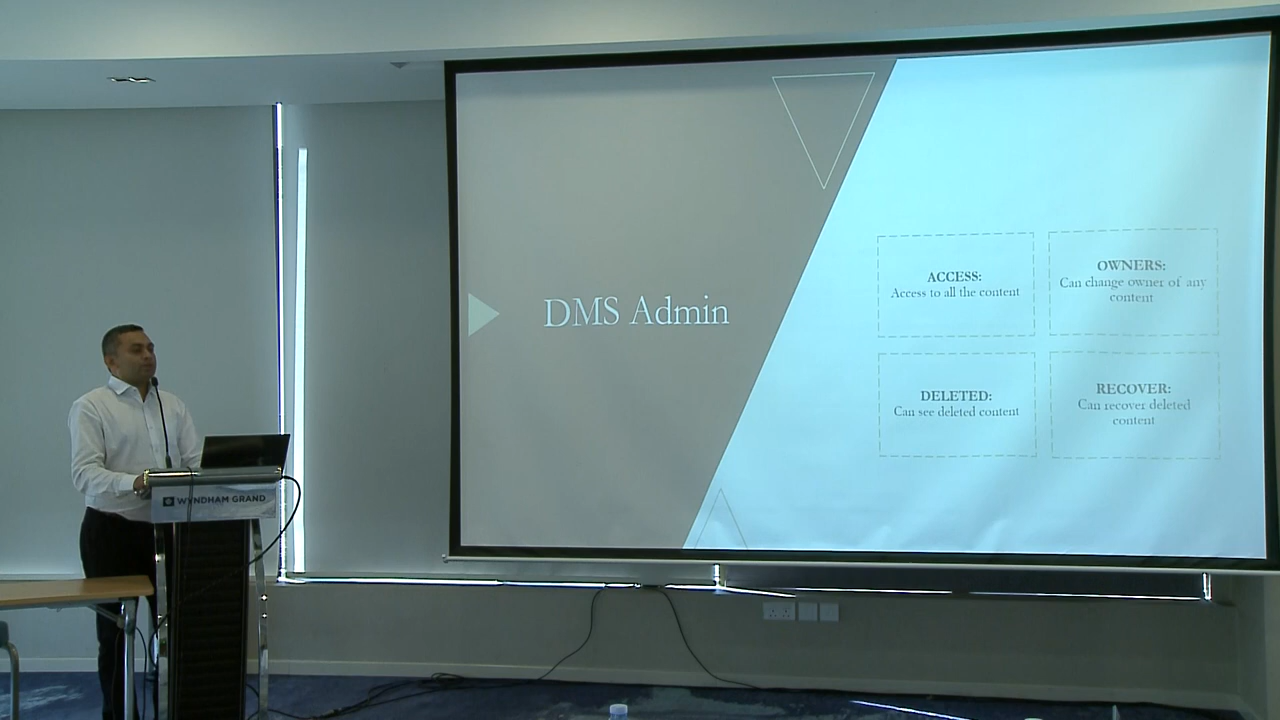 DMS Admin
ACCESS:
Access to all the content
OWNERS:
Can change owner of any
content
DELETED:
Can see deleted content
RECOVER:
Can recover deleted
content
WYNDHAM GRAND